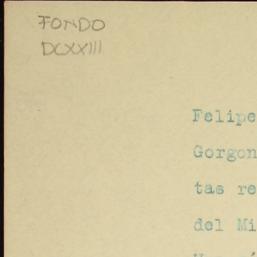 FONDO
DCXXIII
Felipe
Gorgon
tas re
del Mi